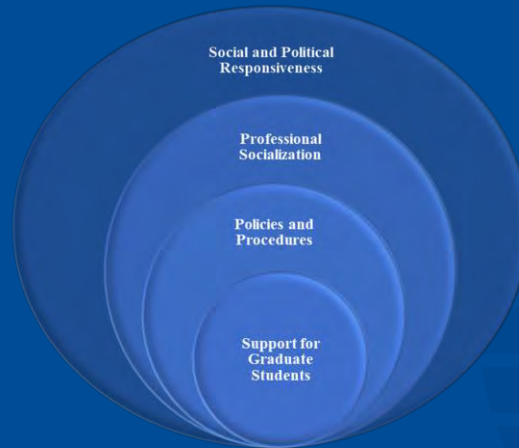 Social and Political
Responsiveness
Professional
Socialization
Policies and
Procedures
Support for
Graduate
Students